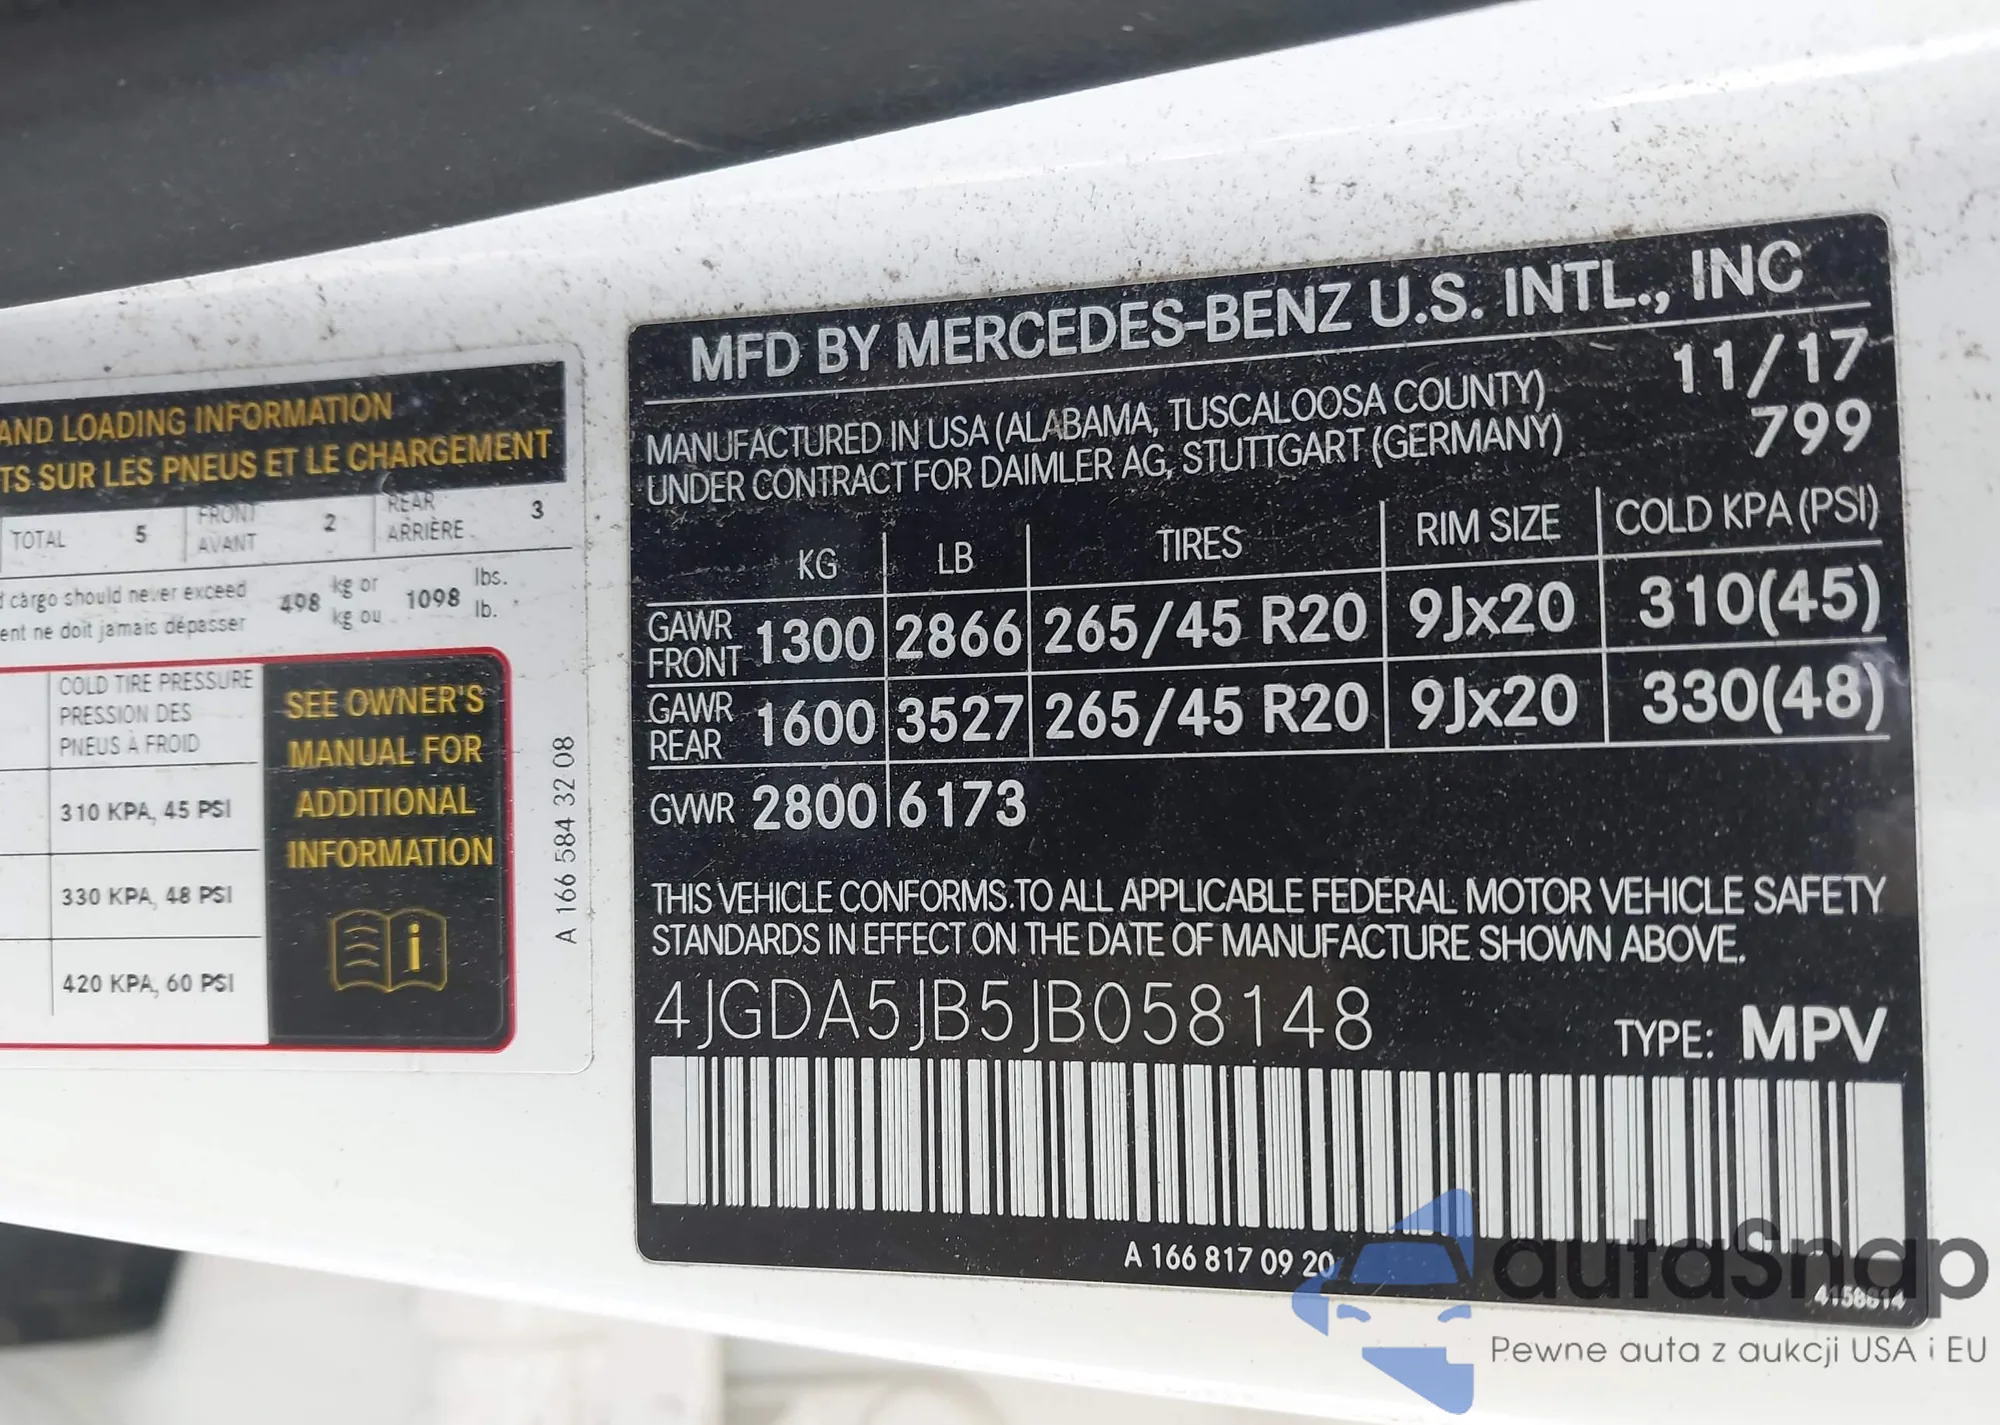 AND LOADING INFORMATION
TS SUR LES PNEUS ET LE CHARGEMENT
TOTAL 5 FRONT AVANT 2 REAR ARRIÈRE 3
cargo should never exceed 498 kg or 1098 lbs.
ent ne doit jamais dépasser kg ou lb.
COLD TIRE PRESSURE
PRESSION DES
PNEUS À FROID
310 KPA, 45 PSI
330 KPA, 48 PSI
420 KPA, 60 PSI
SEE OWNER'S
MANUAL FOR
ADDITIONAL
INFORMATION
i
A 166 584 32 08
MFD BY MERCEDES-BENZ U.S. INTL., INC
MANUFACTURED IN USA (ALABAMA, TUSCALOOSA COUNTY) 11/17
UNDER CONTRACT FOR DAIMLER AG, STUTTGART (GERMANY) 799
KG LB TIRES RIM SIZE COLD KPA (PSI)
GAWR FRONT 1300 2866 265/45 R20 9Jx20 310(45)
GAWR REAR 1600 3527 265/45 R20 9Jx20 330(48)
GVWR 2800 6173
THIS VEHICLE CONFORMS TO ALL APPLICABLE FEDERAL MOTOR VEHICLE SAFETY
STANDARDS IN EFFECT ON THE DATE OF MANUFACTURE SHOWN ABOVE.
4JGDA5JB5JB058148 TYPE: MPV
A 166 817 09 20
autaSnap
Pewne auta z aukcji USA i EU